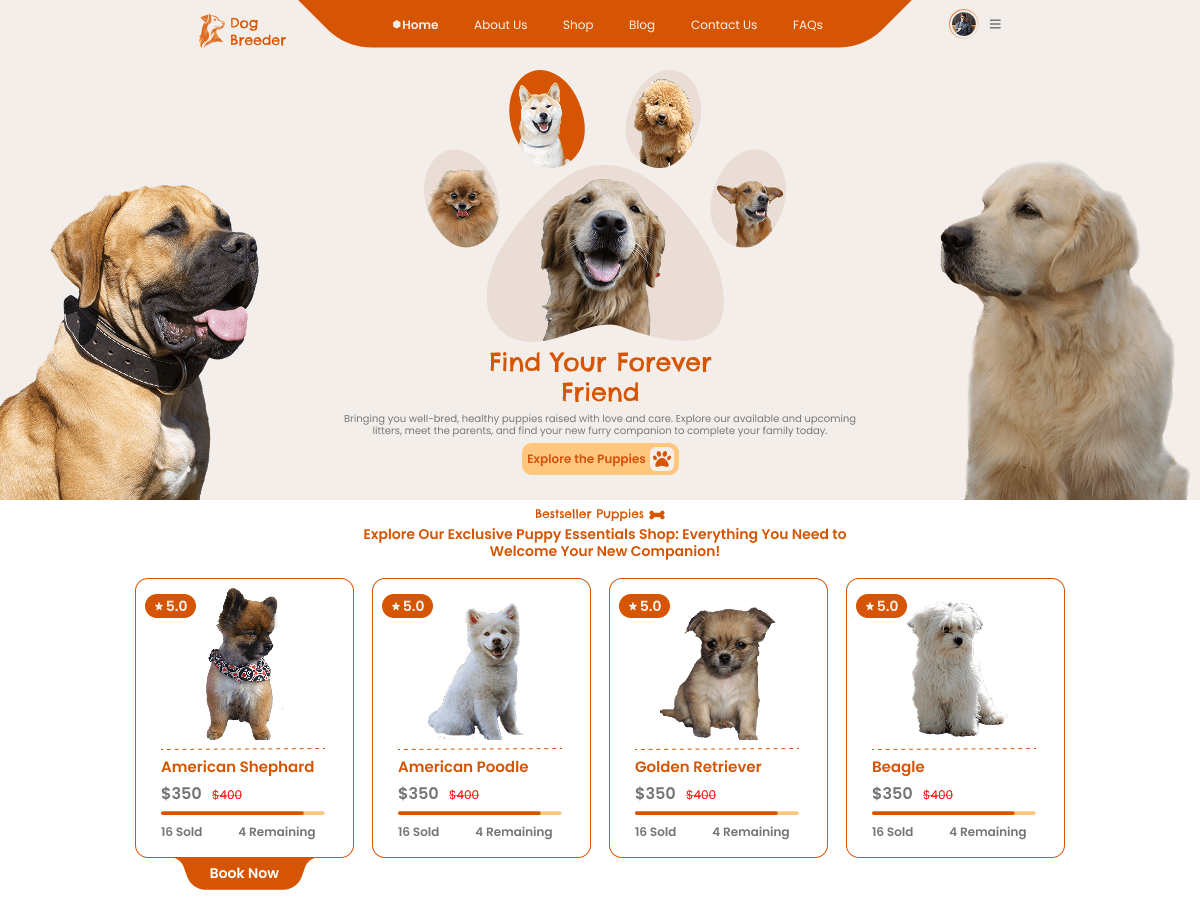 Dog
Breeder
Home About Us Shop Blog Contact Us FAQs
Find Your Forever
Friend
Bringing you well-bred, healthy puppies raised with love and care. Explore our available and upcoming
litters, meet the parents, and find your new furry companion to complete your family today.
Explore the Puppies
Bestseller Puppies
Explore Our Exclusive Puppy Essentials Shop: Everything You Need to
Welcome Your New Companion!
5.0
American Shephard
$350 $400
16 Sold 4 Remaining
Book Now
5.0
American Poodle
$350 $400
16 Sold 4 Remaining
5.0
Golden Retriever
$350 $400
16 Sold 4 Remaining
5.0
Beagle
$350 $400
16 Sold 4 Remaining